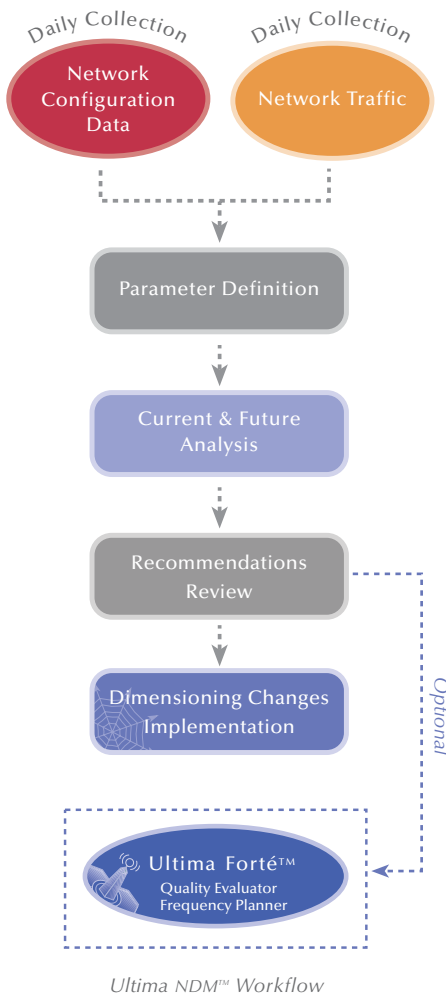 Daily Collection
Network
Configuration
Data
Daily Collection
Network Traffic
Parameter Definition
Current & Future
Analysis
Recommendations
Review
Optional
Dimensioning Changes
Implementation
Ultima Forté™
Quality Evaluator
Frequency Planner
Ultima NDM™ Workflow